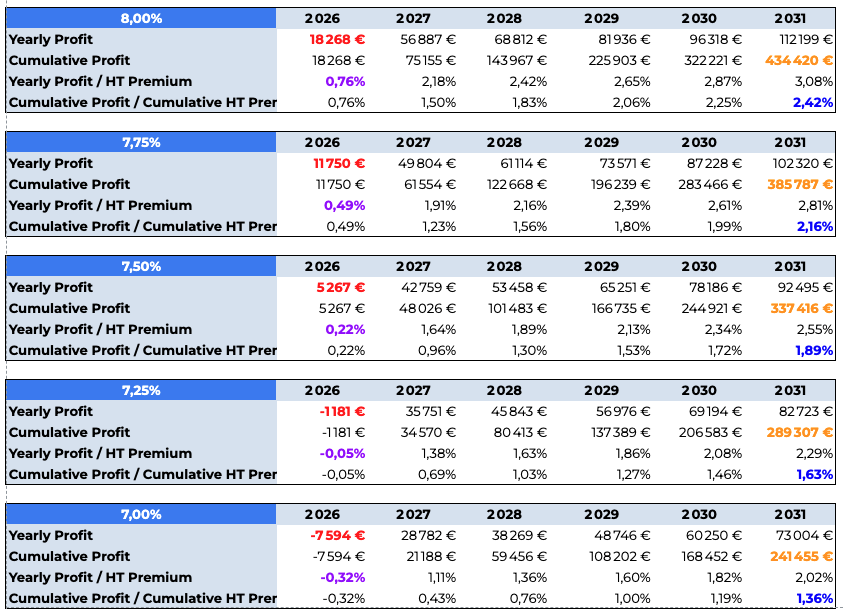 8,00% 2026 2027 2028 2029 2030 2031
Yearly Profit 18 268 € 56 887 € 68 812 € 81 936 € 96 318 € 112 199 €
Cumulative Profit 18 268 € 75 155 € 143 967 € 225 903 € 322 221 € 434 420 €
Yearly Profit / HT Premium 0,76% 2,18% 2,42% 2,65% 2,87% 3,08%
Cumulative Profit / Cumulative HT Prer 0,76% 1,50% 1,83% 2,06% 2,25% 2,42%
7,75% 2026 2027 2028 2029 2030 2031
Yearly Profit 11 750 € 49 804 € 61 114 € 73 571 € 87 228 € 102 320 €
Cumulative Profit 11 750 € 61 554 € 122 668 € 196 239 € 283 466 € 385 787 €
Yearly Profit / HT Premium 0,49% 1,91% 2,16% 2,39% 2,61% 2,81%
Cumulative Profit / Cumulative HT Prer 0,49% 1,23% 1,56% 1,80% 1,99% 2,16%
7,50% 2026 2027 2028 2029 2030 2031
Yearly Profit 5 267 € 42 759 € 53 458 € 65 251 € 78 186 € 92 495 €
Cumulative Profit 5 267 € 48 026 € 101 483 € 166 735 € 244 921 € 337 416 €
Yearly Profit / HT Premium 0,22% 1,64% 1,89% 2,13% 2,34% 2,55%
Cumulative Profit / Cumulative HT Prer 0,22% 0,96% 1,30% 1,53% 1,72% 1,89%
7,25% 2026 2027 2028 2029 2030 2031
Yearly Profit -1 181 € 35 751 € 45 843 € 56 976 € 69 194 € 82 723 €
Cumulative Profit -1 181 € 34 570 € 80 413 € 137 389 € 206 583 € 289 307 €
Yearly Profit / HT Premium -0,05% 1,38% 1,63% 1,86% 2,08% 2,29%
Cumulative Profit / Cumulative HT Prer -0,05% 0,69% 1,03% 1,27% 1,46% 1,63%
7,00% 2026 2027 2028 2029 2030 2031
Yearly Profit -7 594 € 28 782 € 38 269 € 48 746 € 60 250 € 73 004 €
Cumulative Profit -7 594 € 21 188 € 59 456 € 108 202 € 168 452 € 241 455 €
Yearly Profit / HT Premium -0,32% 1,11% 1,36% 1,60% 1,82% 2,02%
Cumulative Profit / Cumulative HT Prer -0,32% 0,43% 0,76% 1,00% 1,19% 1,36%